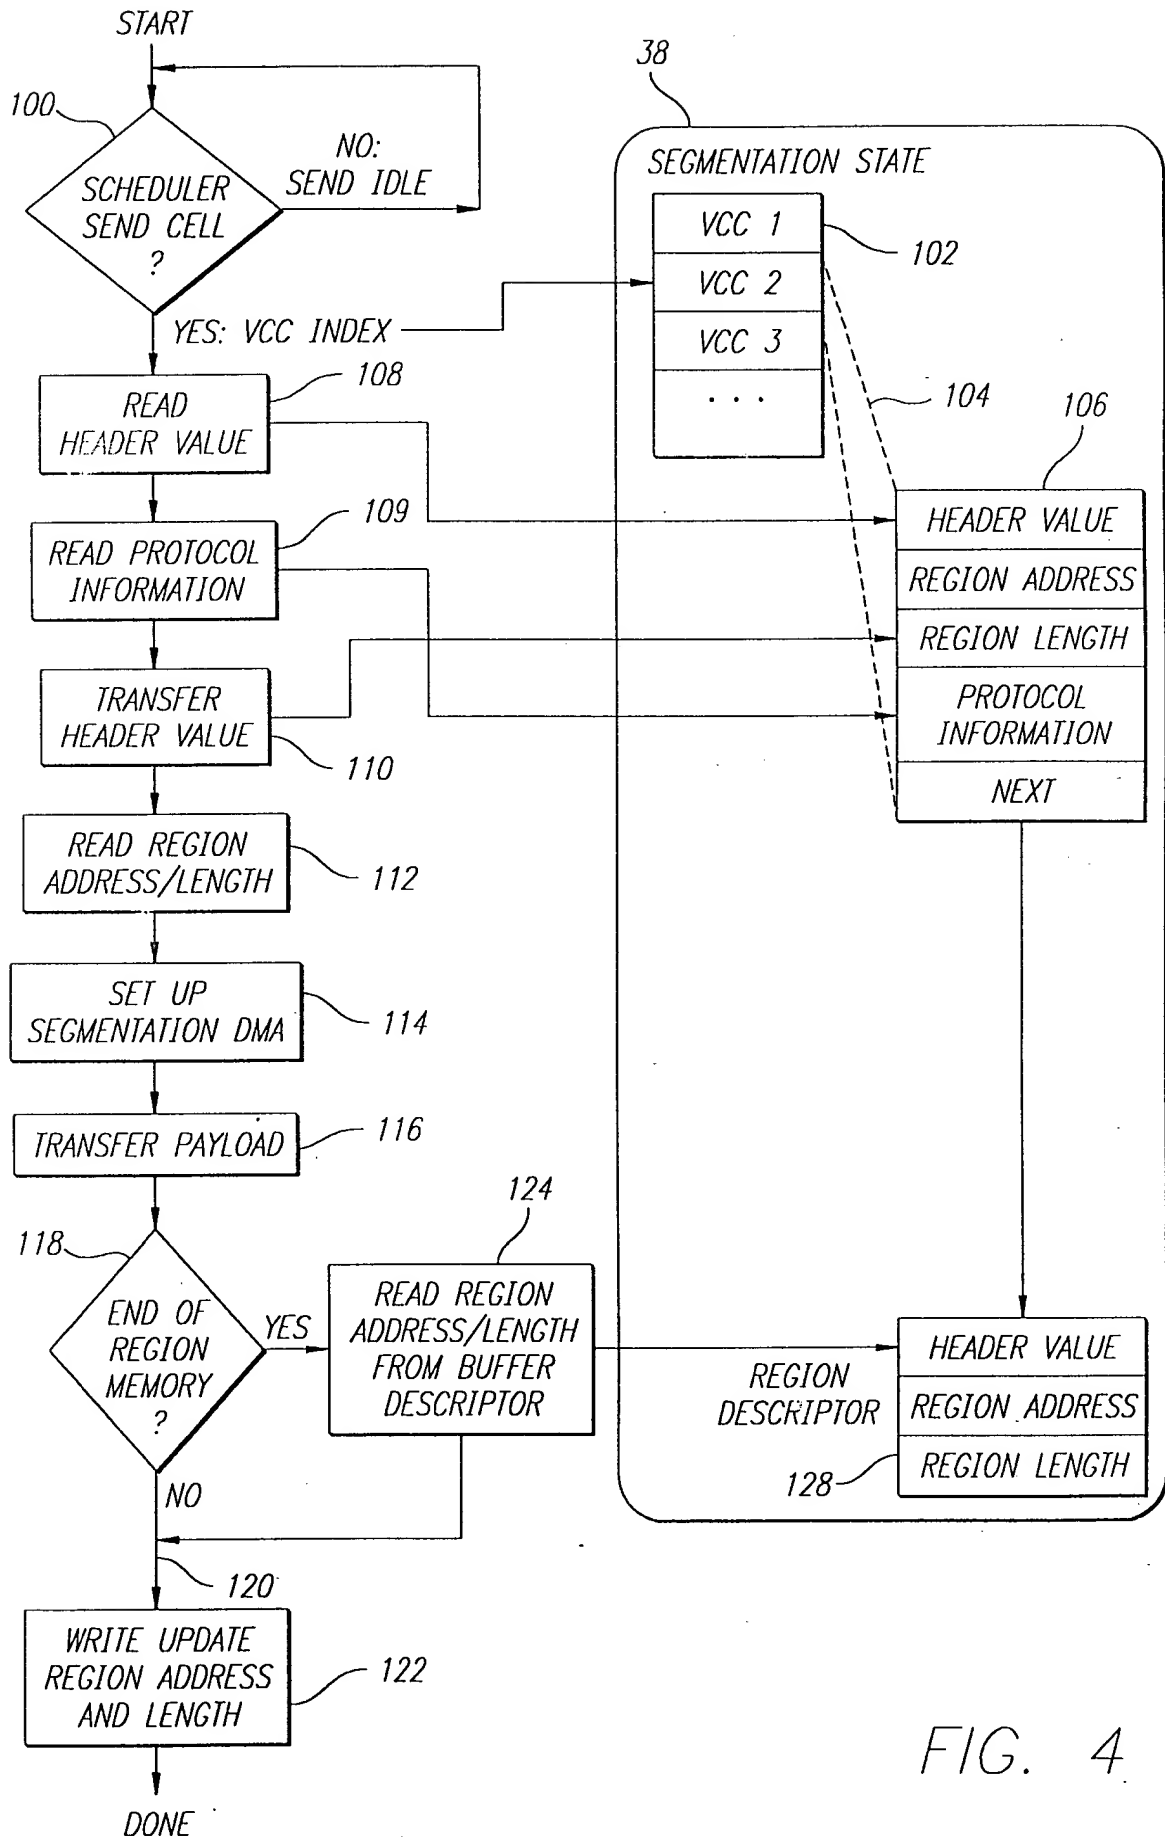 START
100
SCHEDULER
SEND CELL
?
NO:
SEND IDLE
YES: VCC INDEX
108
READ
HEADER VALUE
109
READ PROTOCOL
INFORMATION
TRANSFER
HEADER VALUE
110
READ REGION
ADDRESS/LENGTH
112
SET UP
SEGMENTATION DMA
114
TRANSFER PAYLOAD
116
118
END OF
REGION
MEMORY
?
YES
NO
124
READ REGION
ADDRESS/LENGTH
FROM BUFFER
DESCRIPTOR
120
WRITE UPDATE
REGION ADDRESS
AND LENGTH
122
DONE
38
SEGMENTATION STATE
VCC 1
VCC 2
VCC 3
...
102
104
106
HEADER VALUE
REGION ADDRESS
REGION LENGTH
PROTOCOL
INFORMATION
NEXT
REGION
DESCRIPTOR
HEADER VALUE
REGION ADDRESS
REGION LENGTH
128
FIG. 4